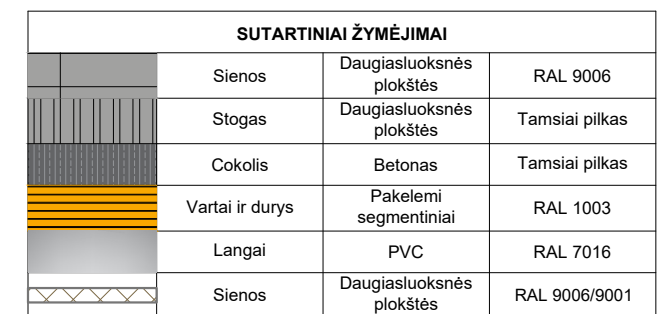 SUTARTINIAI ŽYMĖJIMAI
Sienos
Daugiasluoksnės
plokštės
RAL 9006
Stogas
Daugiasluoksnės
plokštės
Tamsiai pilkas
Cokolis
Betonas
Tamsiai pilkas
Vartai ir durys
Pakelemi
segmentiniai
RAL 1003
Langai
PVC
RAL 7016
Sienos
Daugiasluoksnės
plokštės
RAL 9006/9001